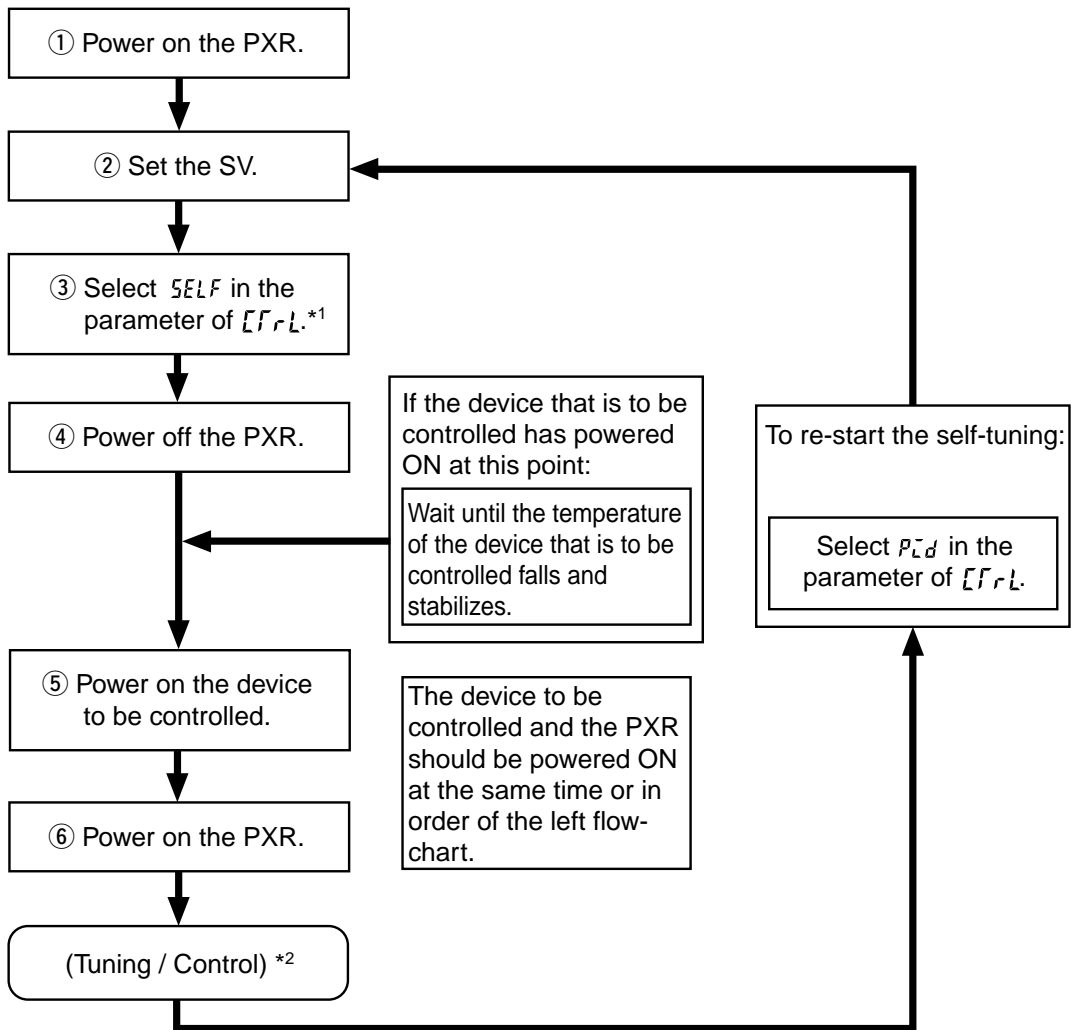 ① Power on the PXR.
② Set the SV.
③ Select SELF in the
parameter of CTrL.*1
④ Power off the PXR.
If the device that is to be
controlled has powered
ON at this point:
Wait until the temperature
of the device that is to be
controlled falls and
stabilizes.
To re-start the self-tuning:
Select PID in the
parameter of CTrL.
⑤ Power on the device
to be controlled.
The device to be
controlled and the PXR
should be powered ON
at the same time or in
order of the left flow-
chart.
⑥ Power on the PXR.
(Tuning / Control) *2